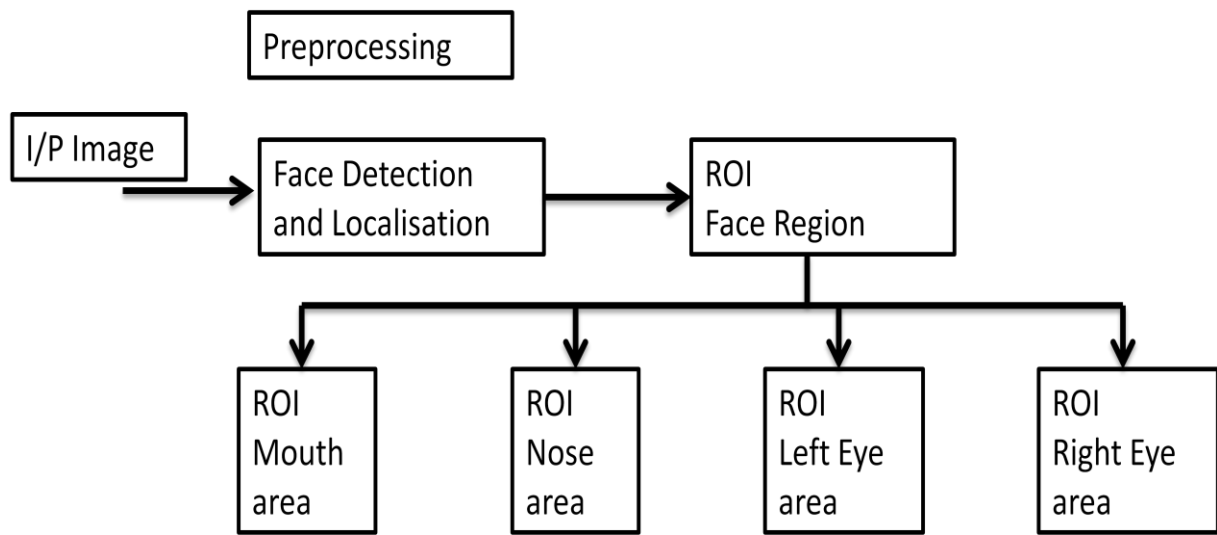 Preprocessing
I/P Image
Face Detection
and Localisation
ROI
Face Region
ROI
Mouth
area
ROI
Nose
area
ROI
Left Eye
area
ROI
Right Eye
area